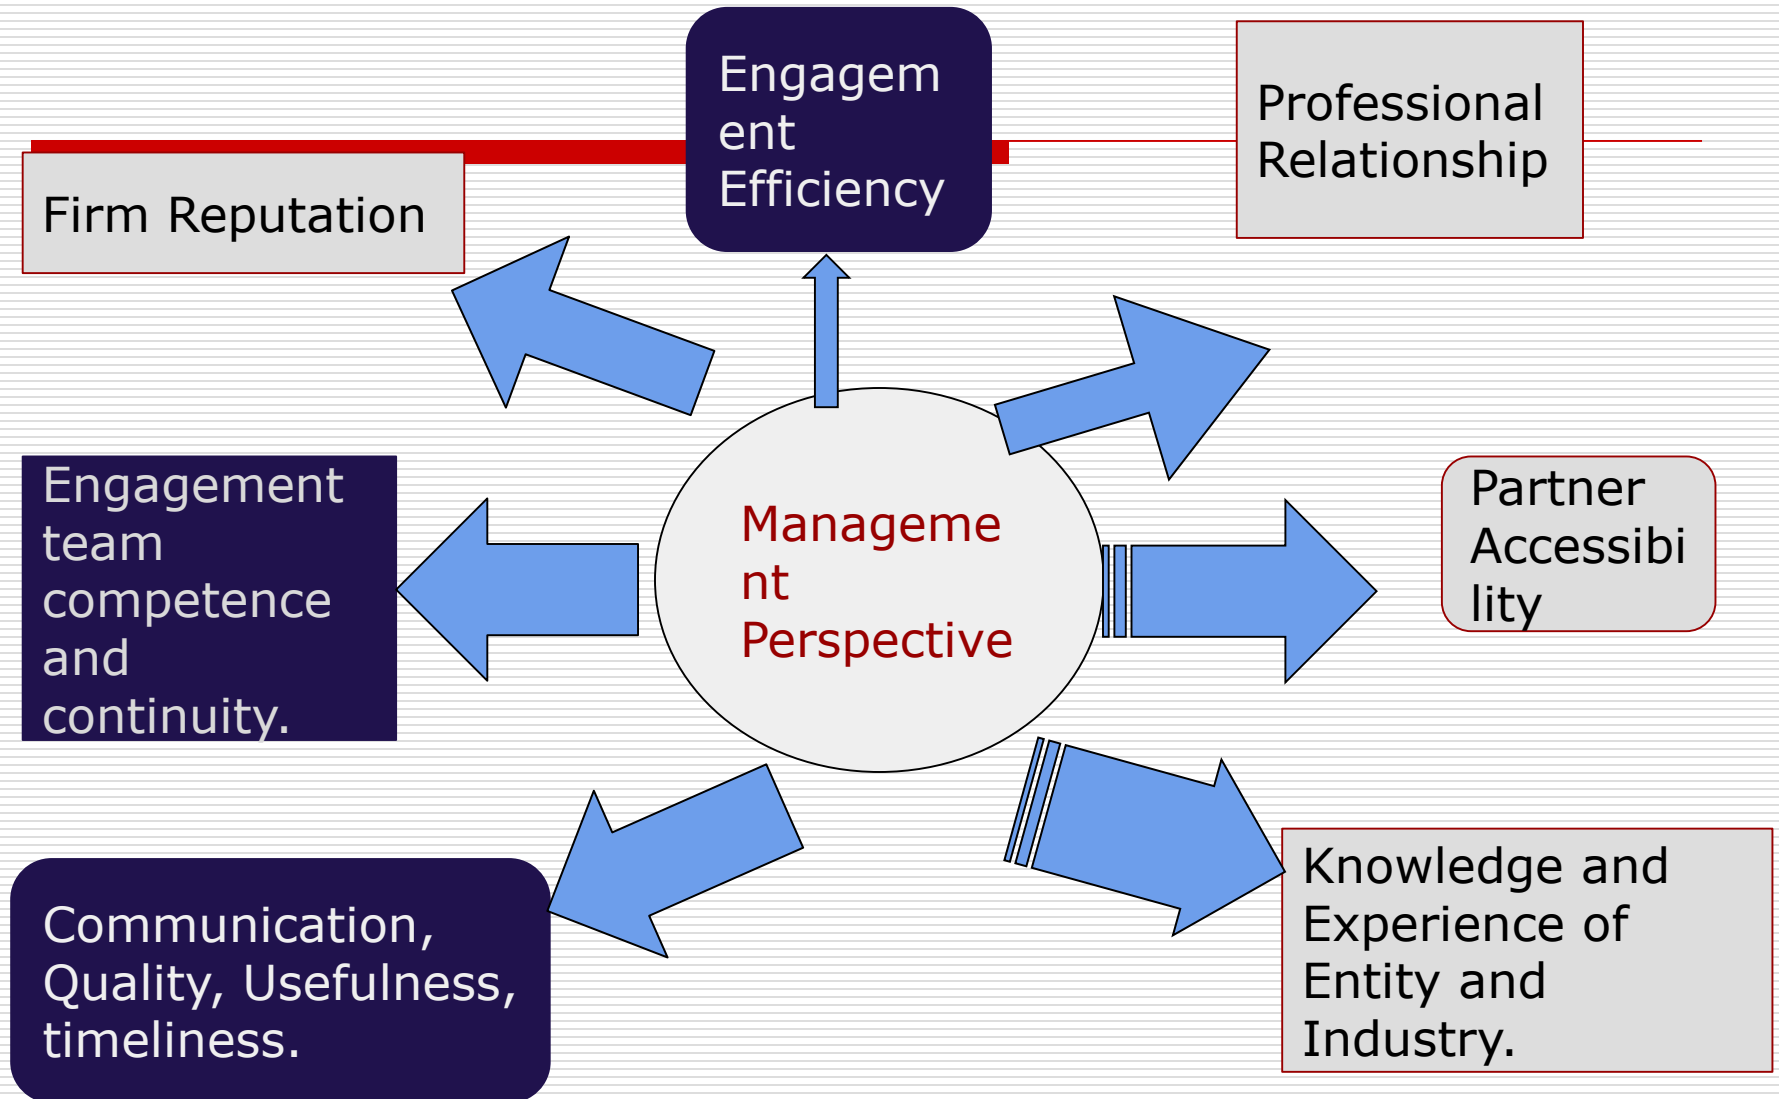 Engagem
ent
Efficiency
Professional
Relationship
Firm Reputation
Engagement
team
competence
and
continuity.
Manageme
nt
Perspective
Partner
Accessibi
lity
Communication,
Quality, Usefulness,
timeliness.
Knowledge and
Experience of
Entity and
Industry.